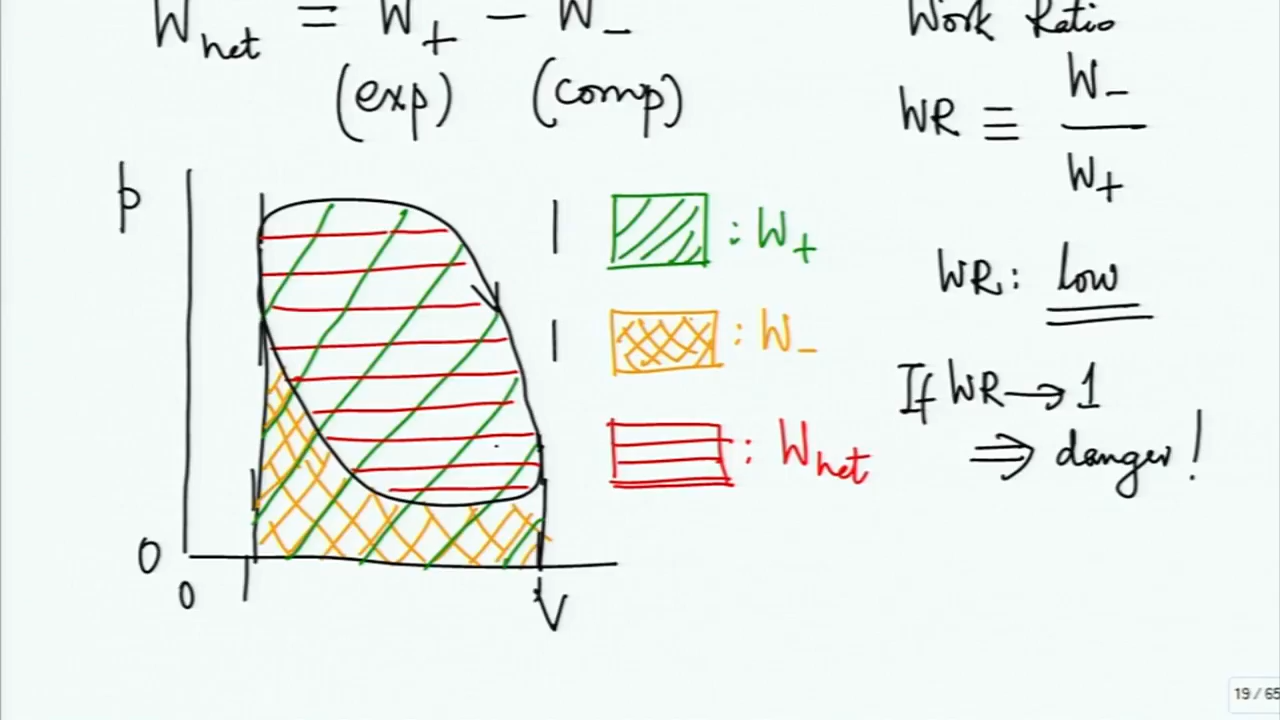 W_net = W_+ - W_-
(exp) (comp)
Work Ratio
WR ≡ W_- / W_+
WR: low
If WR → 1
⇒ danger!
p
: W_+
: W_-
: W_net
0
0
V
19 / 65